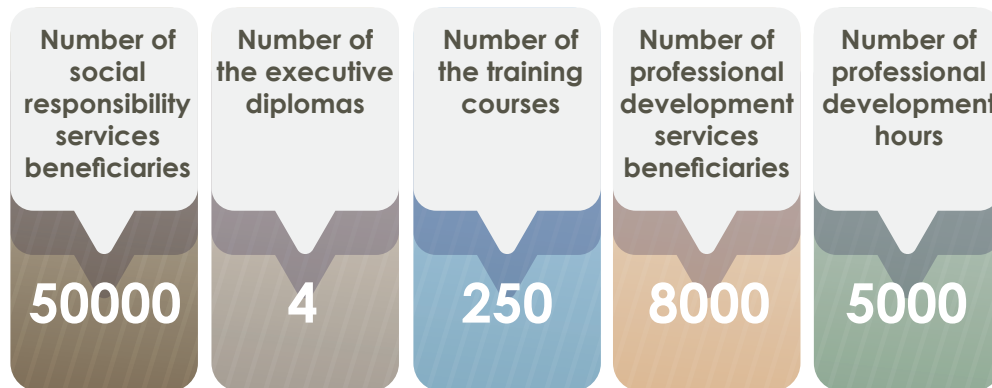 Number of
social
responsibility
services
beneficiaries
50000
Number of
the executive
diplomas
4
Number of
the training
courses
250
Number of
professional
development
services
beneficiaries
8000
Number of
professional
development
hours
5000